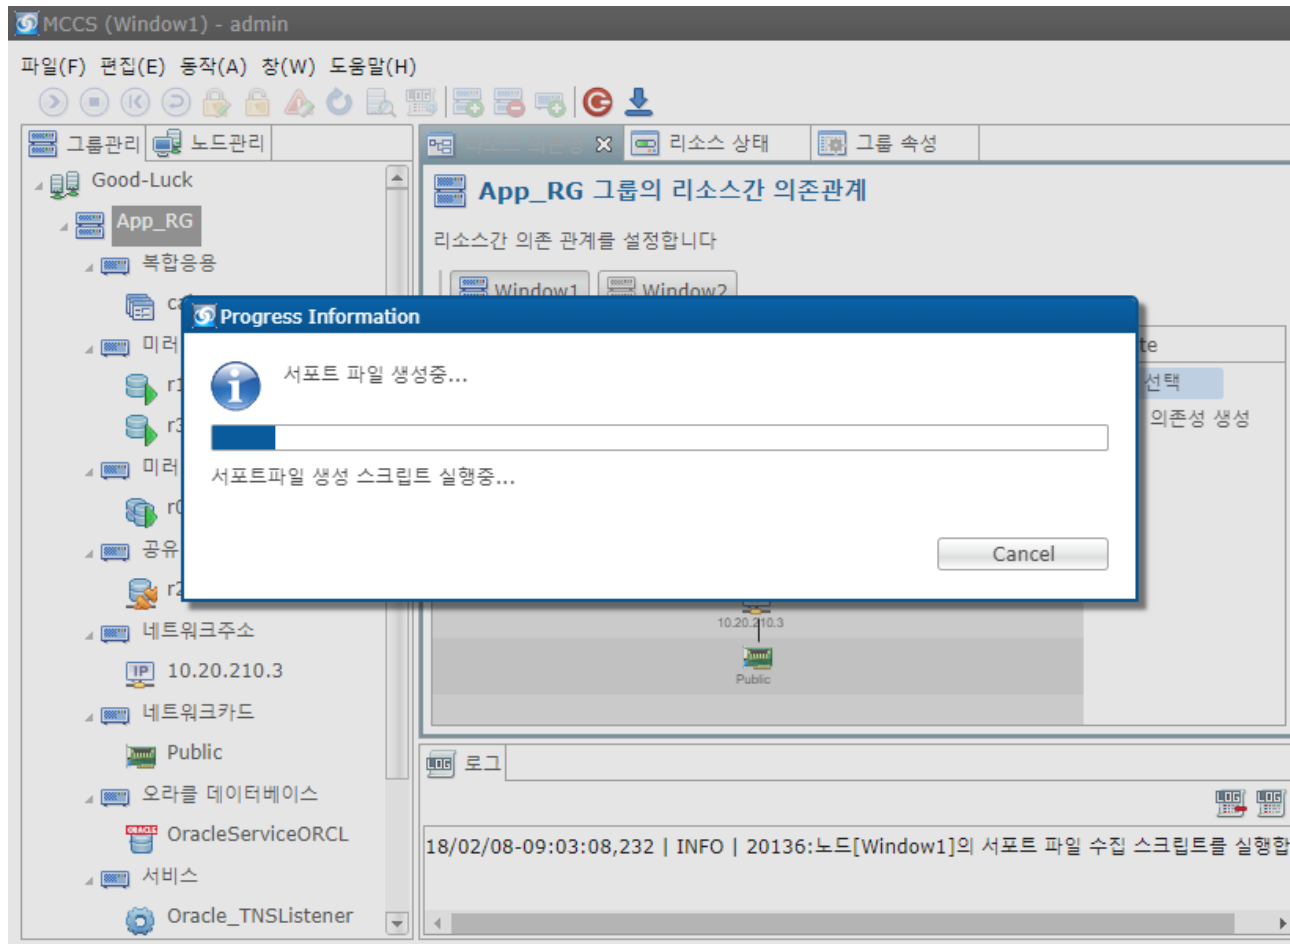 MCCS (Window1) - admin
파일(F) 편집(E) 동작(A) 창(W) 도움말(H)
그룹관리 노드관리
Good-Luck
App_RG
복합응용
미러
미러
공유
네트워크주소
10.20.210.3
네트워크카드
Public
오라클 데이터베이스
OracleServiceORCL
서비스
Oracle_TNSListener
리소스 상태 그룹 속성
App_RG 그룹의 리소스간 의존관계
리소스간 의존 관계를 설정합니다
Window1 Window2
선택
의존성 생성
Progress Information
서포트 파일 생성중...
서포트파일 생성 스크립트 실행중...
Cancel
10.20.210.3
Public
로그
18/02/08-09:03:08,232 | INFO | 20136:노드[Window1]의 서포트 파일 수집 스크립트를 실행합